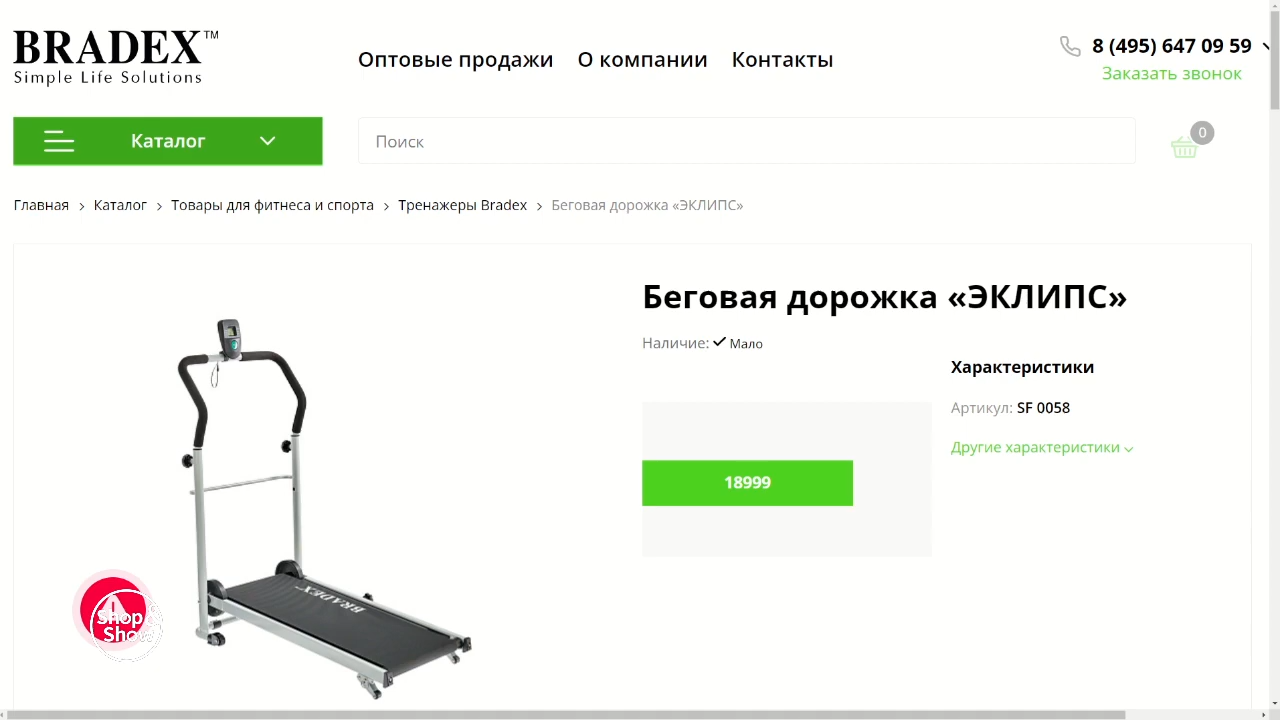 BRADEX™
Simple Life Solutions
Оптовые продажи О компании Контакты
8 (495) 647 09 59
Заказать звонок
Каталог
Поиск
0
Главная > Каталог > Товары для фитнеса и спорта > Тренажеры Bradex > Беговая дорожка «ЭКЛИПС»
Беговая дорожка «ЭКЛИПС»
Наличие: Мало
Характеристики
Артикул: SF 0058
Другие характеристики
18999
BRADEX
Shop
Show